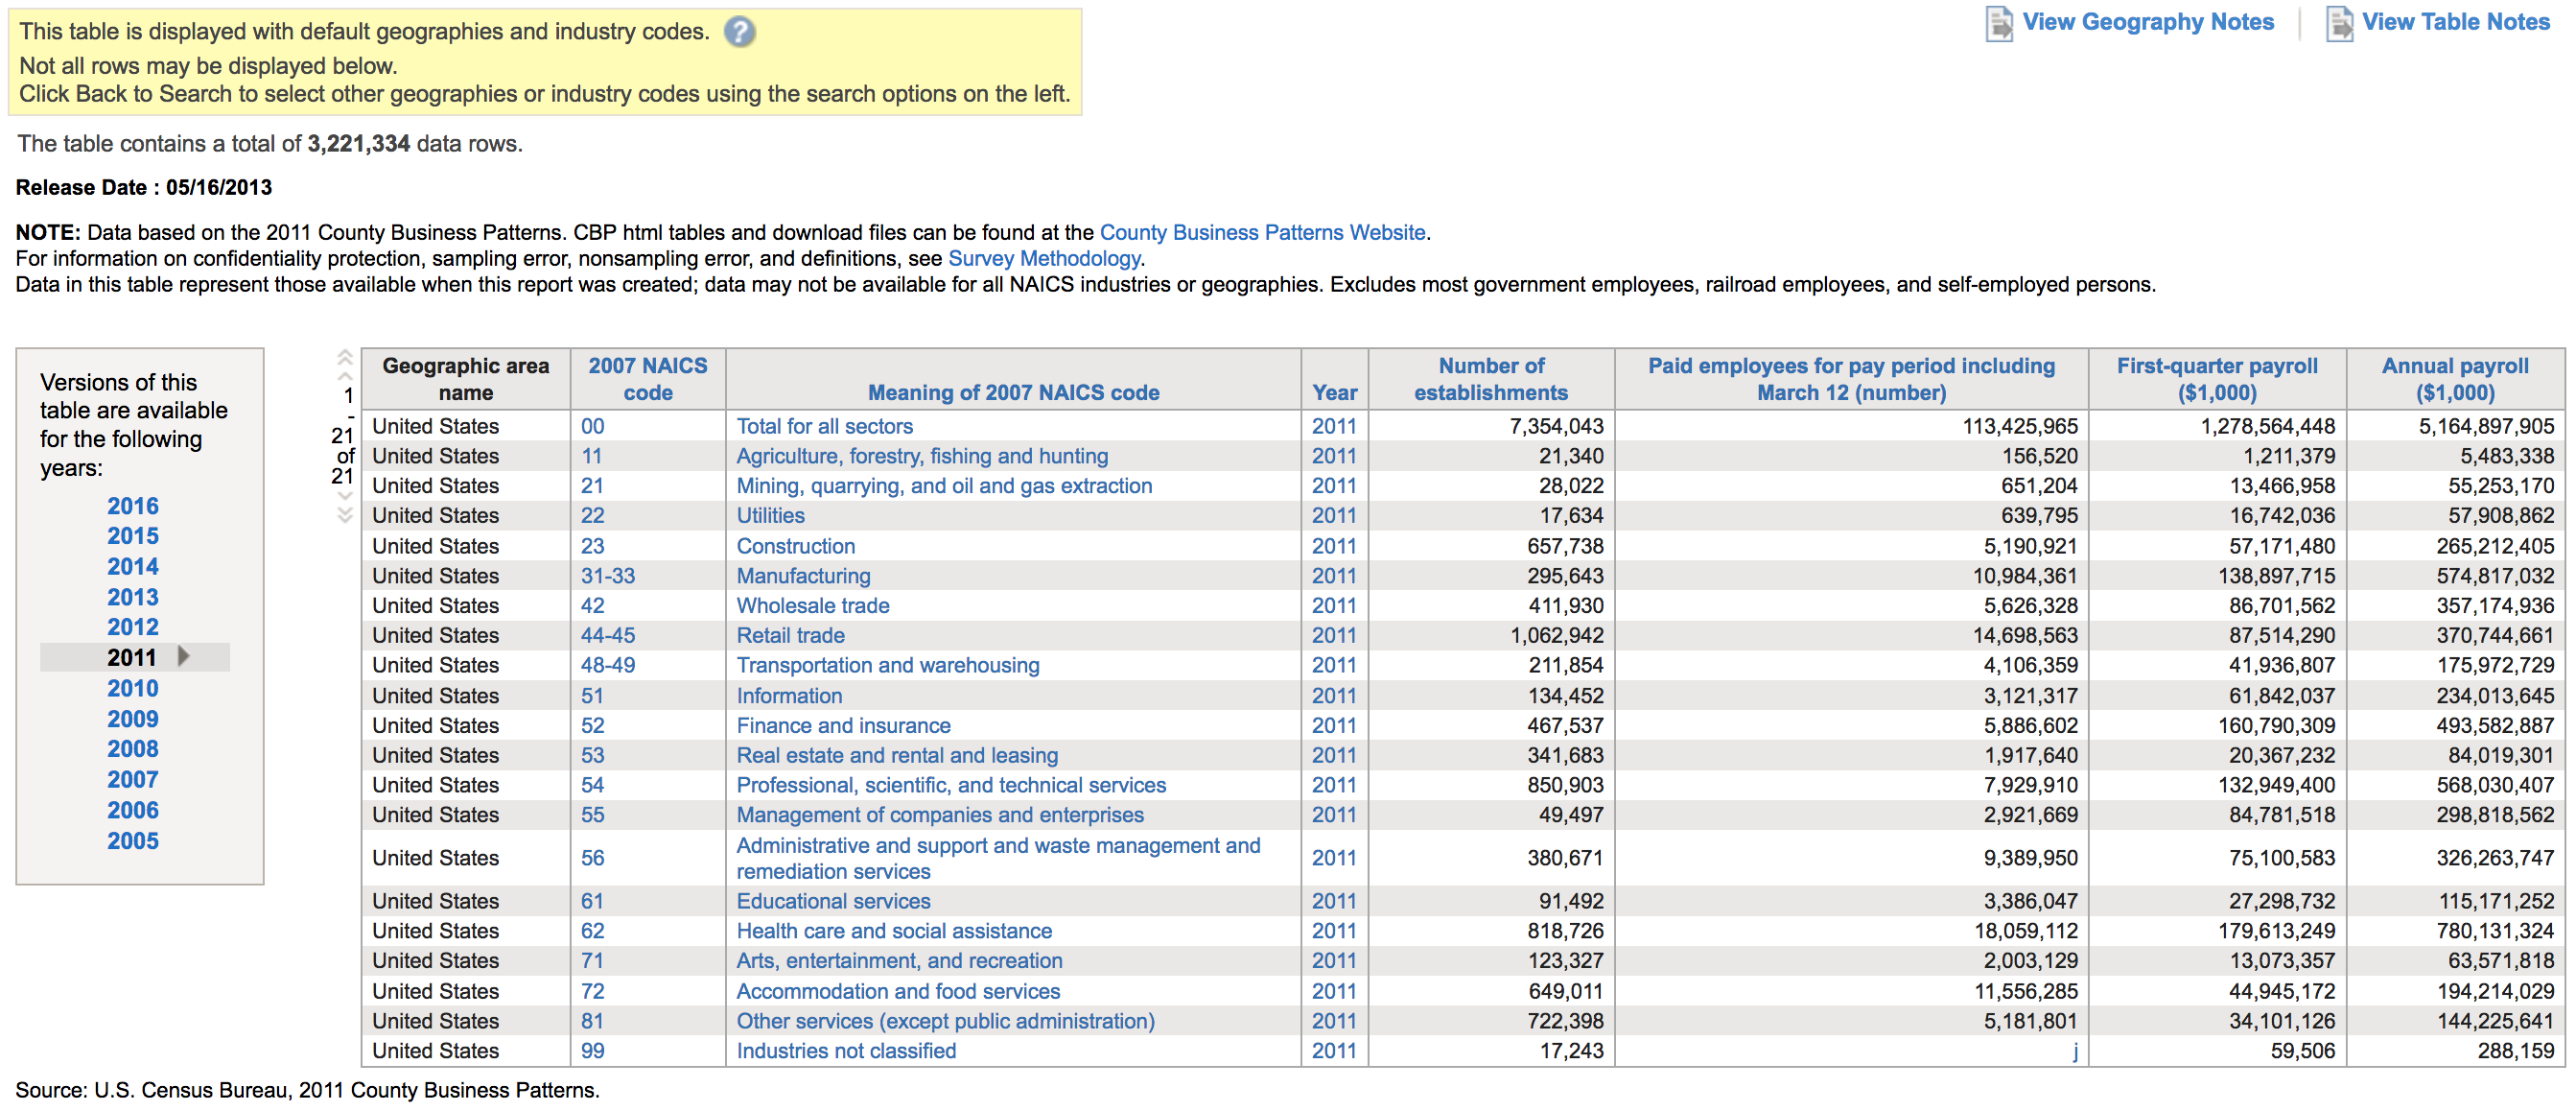 This table is displayed with default geographies and industry codes. ?
Not all rows may be displayed below.
Click Back to Search to select other geographies or industry codes using the search options on the left.
View Geography Notes | View Table Notes
The table contains a total of 3,221,334 data rows.
Release Date : 05/16/2013
NOTE: Data based on the 2011 County Business Patterns. CBP html tables and download files can be found at the County Business Patterns Website.
For information on confidentiality protection, sampling error, nonsampling error, and definitions, see Survey Methodology.
Data in this table represent those available when this report was created; data may not be available for all NAICS industries or geographies. Excludes most government employees, railroad employees, and self-employed persons.
Versions of this
table are available
for the following
years:
2016
2015
2014
2013
2012
2011
2010
2009
2008
2007
2006
2005
1
-
21
of
21
Geographic area name 2007 NAICS code Meaning of 2007 NAICS code Year Number of establishments Paid employees for pay period including March 12 (number) First-quarter payroll ($1,000) Annual payroll ($1,000)
United States 00 Total for all sectors 2011 7,354,043 113,425,965 1,278,564,448 5,164,897,905
United States 11 Agriculture, forestry, fishing and hunting 2011 21,340 156,520 1,211,379 5,483,338
United States 21 Mining, quarrying, and oil and gas extraction 2011 28,022 651,204 13,466,958 55,253,170
United States 22 Utilities 2011 17,634 639,795 16,742,036 57,908,862
United States 23 Construction 2011 657,738 5,190,921 57,171,480 265,212,405
United States 31-33 Manufacturing 2011 295,643 10,984,361 138,897,715 574,817,032
United States 42 Wholesale trade 2011 411,930 5,626,328 86,701,562 357,174,936
United States 44-45 Retail trade 2011 1,062,942 14,698,563 87,514,290 370,744,661
United States 48-49 Transportation and warehousing 2011 211,854 4,106,359 41,936,807 175,972,729
United States 51 Information 2011 134,452 3,121,317 61,842,037 234,013,645
United States 52 Finance and insurance 2011 467,537 5,886,602 160,790,309 493,582,887
United States 53 Real estate and rental and leasing 2011 341,683 1,917,640 20,367,232 84,019,301
United States 54 Professional, scientific, and technical services 2011 850,903 7,929,910 132,949,400 568,030,407
United States 55 Management of companies and enterprises 2011 49,497 2,921,669 84,781,518 298,818,562
United States 56 Administrative and support and waste management and remediation services 2011 380,671 9,389,950 75,100,583 326,263,747
United States 61 Educational services 2011 91,492 3,386,047 27,298,732 115,171,252
United States 62 Health care and social assistance 2011 818,726 18,059,112 179,613,249 780,131,324
United States 71 Arts, entertainment, and recreation 2011 123,327 2,003,129 13,073,357 63,571,818
United States 72 Accommodation and food services 2011 649,011 11,556,285 44,945,172 194,214,029
United States 81 Other services (except public administration) 2011 722,398 5,181,801 34,101,126 144,225,641
United States 99 Industries not classified 2011 17,243 j 59,506 288,159
Source: U.S. Census Bureau, 2011 County Business Patterns.